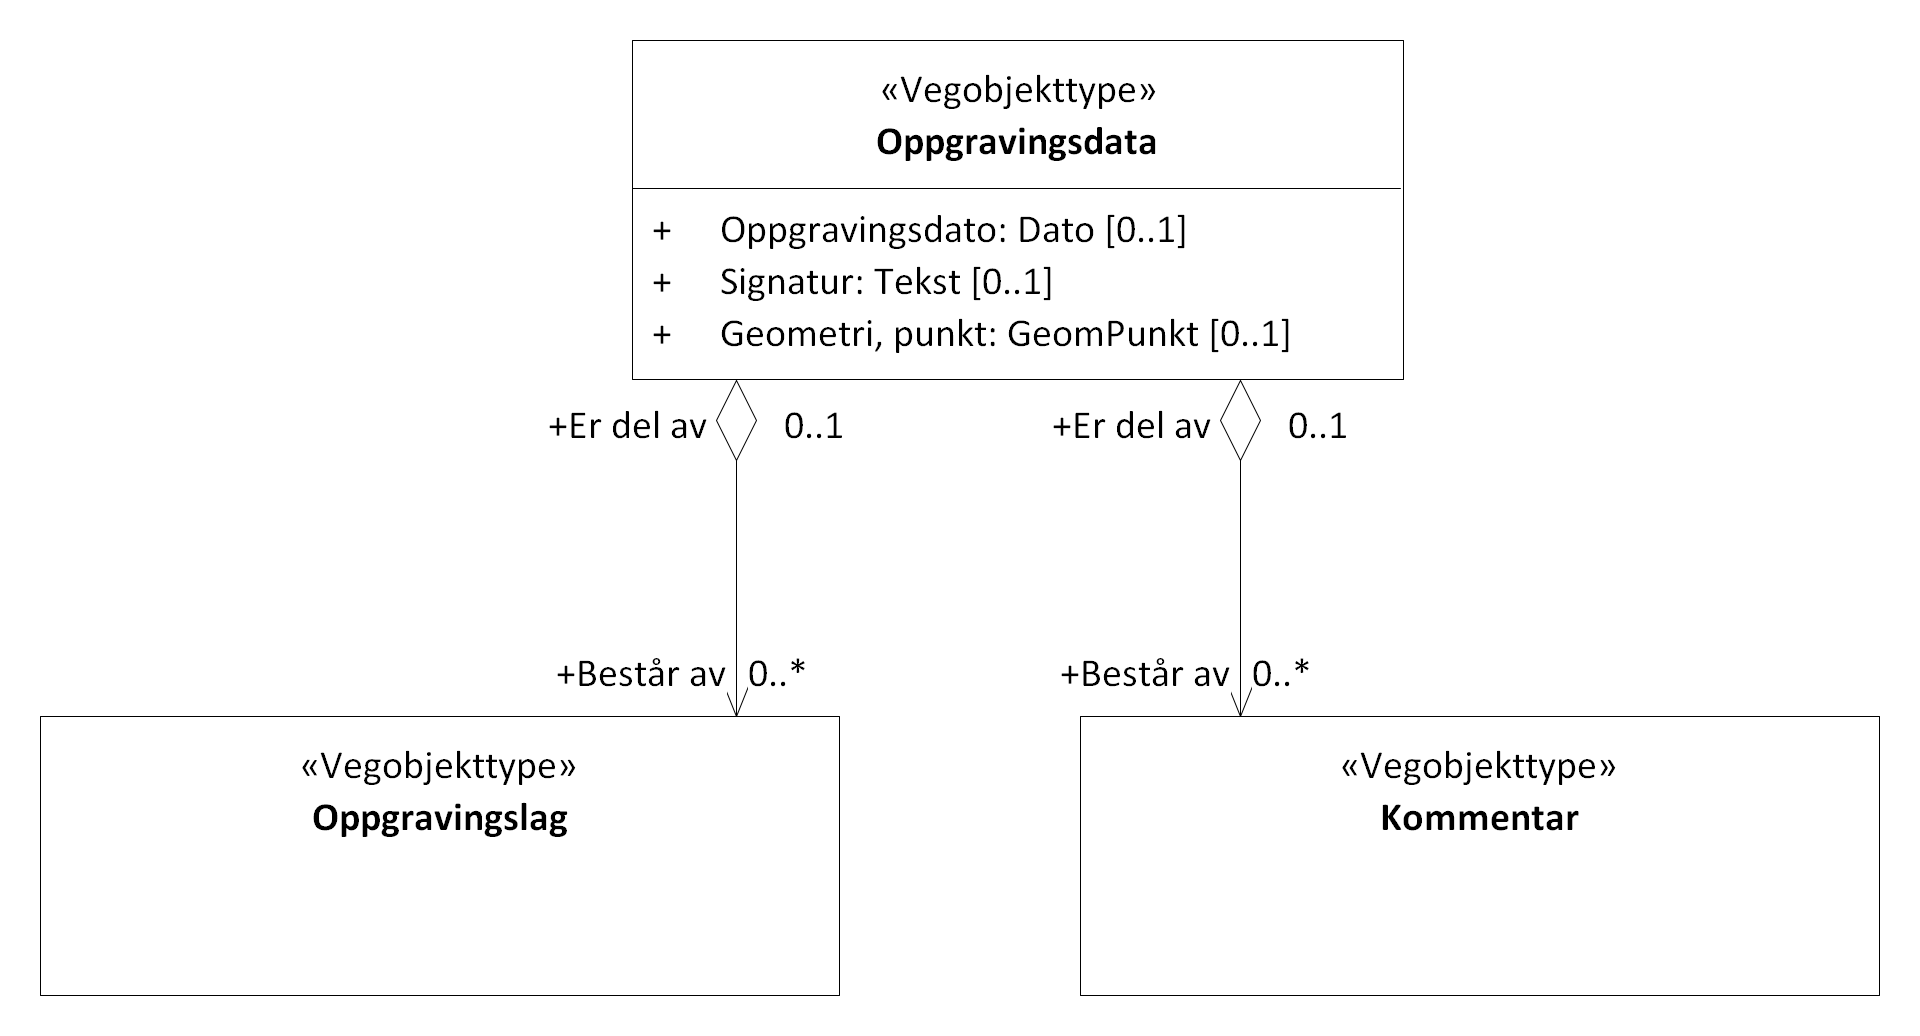 «Vegobjekttype»
Oppgravingsdata
+ Oppgravingsdato: Dato [0..1]
+ Signatur: Tekst [0..1]
+ Geometri, punkt: GeomPunkt [0..1]
+Er del av 0..1
+Er del av 0..1
+Består av 0..*
+Består av 0..*
«Vegobjekttype»
Oppgravingslag
«Vegobjekttype»
Kommentar